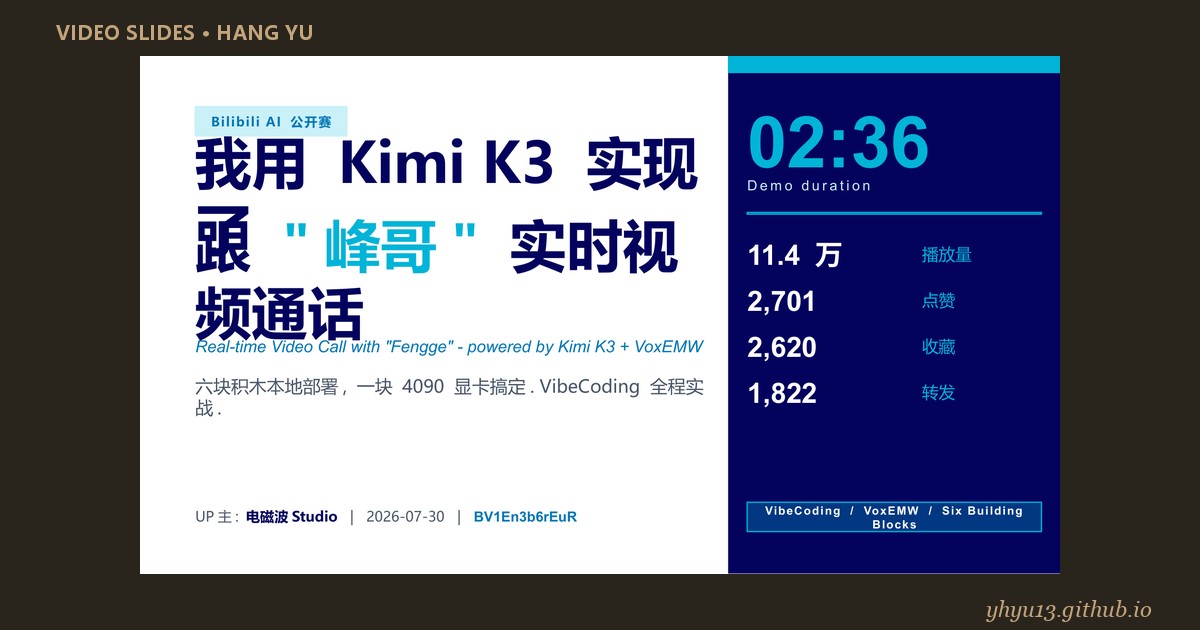 VIDEO SLIDES • HANG YU
Bilibili AI 公开赛
我用 Kimi K3 实现
跟 "峰哥" 实时视
频通话
Real-time Video Call with "Fengge" - powered by Kimi K3 + VoxEMW
六块积木本地部署, 一块 4090 显卡搞定. VibeCoding 全程实
战.
UP 主: 电磁波 Studio | 2026-07-30 | BV1En3b6rEuR
02:36
Demo duration
11.4 万 播放量
2,701 点赞
2,620 收藏
1,822 转发
VibeCoding / VoxEMW / Six Building
Blocks
yhyu13.github.io